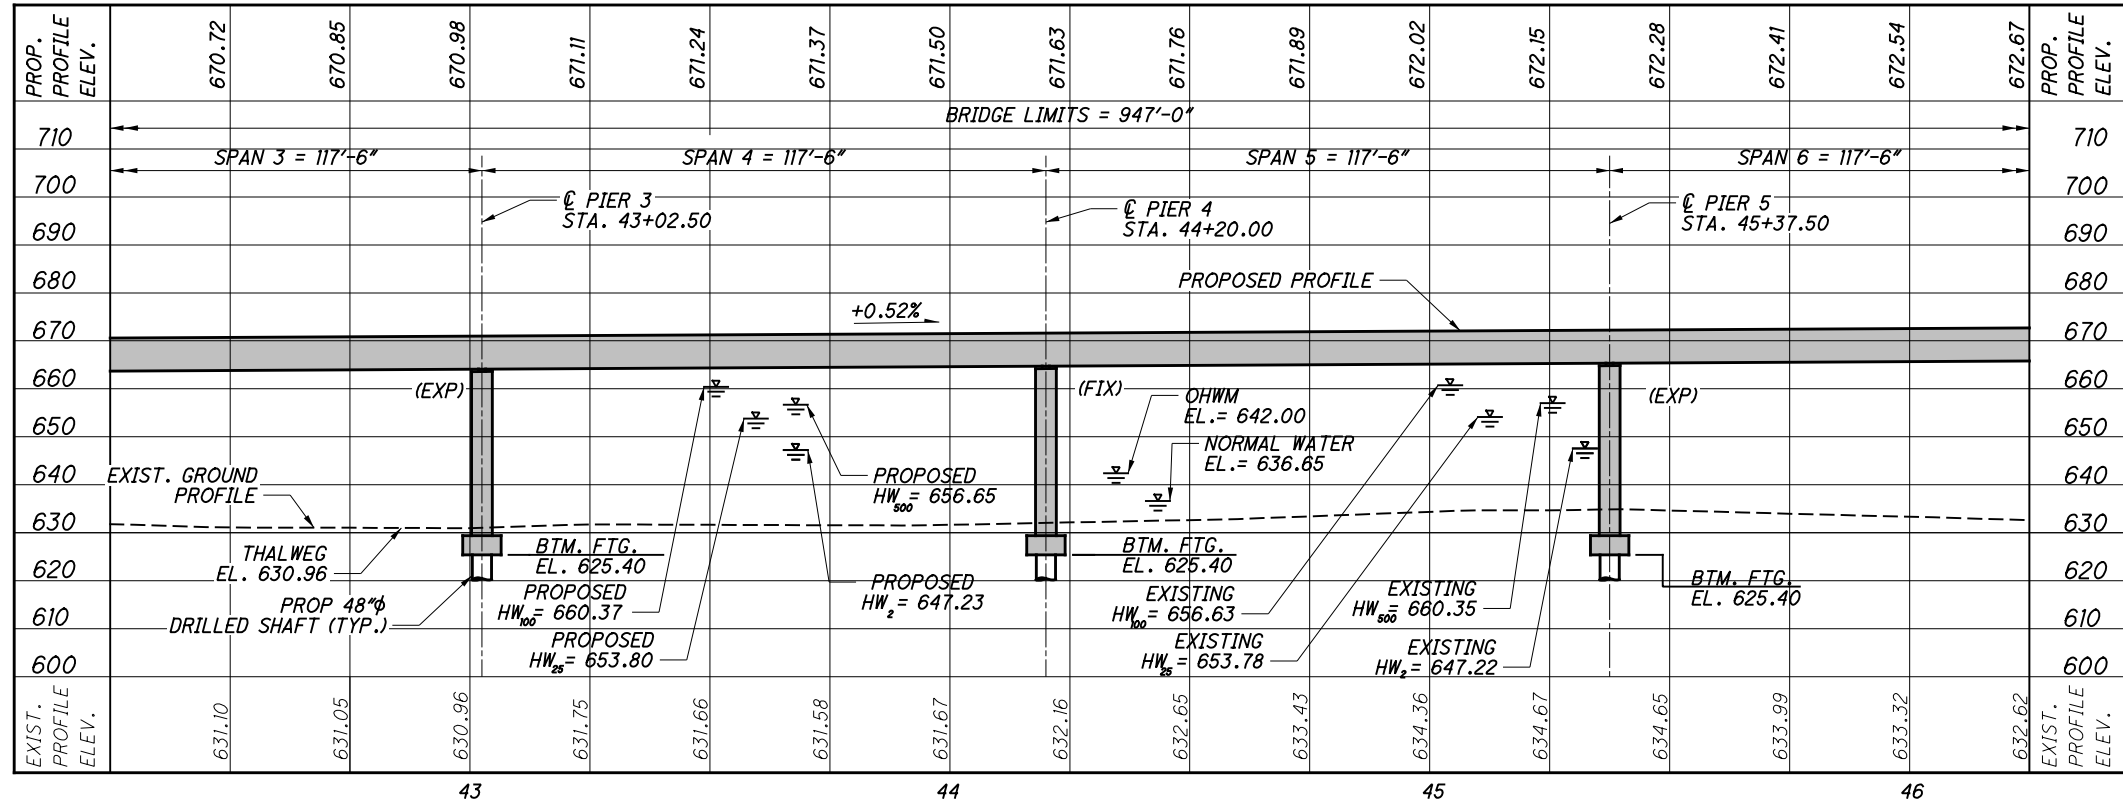 PROP.
PROFILE
ELEV.
670.72
670.85
670.98
671.11
671.24
671.37
671.50
671.63
671.76
671.89
672.02
672.15
672.28
672.41
672.54
672.67
PROP.
PROFILE
ELEV.
BRIDGE LIMITS = 947'-0"
710
710
SPAN 3 = 117'-6"
SPAN 4 = 117'-6"
SPAN 5 = 117'-6"
SPAN 6 = 117'-6"
700
700
℄ PIER 3
STA. 43+02.50
℄ PIER 4
STA. 44+20.00
℄ PIER 5
STA. 45+37.50
690
690
680
PROPOSED PROFILE
680
+0.52%
670
670
660
(EXP)
(FIX)
(EXP)
660
OHWM
EL.= 642.00
650
650
NORMAL WATER
EL.= 636.65
EXIST. GROUND
PROFILE
640
640
PROPOSED
HW500= 656.65
630
630
THALWEG
EL. 630.96
BTM. FTG.
EL. 625.40
BTM. FTG.
EL. 625.40
BTM. FTG.
EL. 625.40
620
620
PROP 48"ϕ
DRILLED SHAFT (TYP.)
PROPOSED
HW100= 660.37
PROPOSED
HW2= 647.23
EXISTING
HW100= 656.63
EXISTING
HW500= 660.35
610
610
PROPOSED
HW25= 653.80
EXISTING
HW25= 653.78
EXISTING
HW2= 647.22
600
600
EXIST.
PROFILE
ELEV.
631.10
631.05
630.96
631.75
631.66
631.58
631.67
632.16
632.65
633.43
634.36
634.67
634.65
633.99
633.32
632.62
EXIST.
PROFILE
ELEV.
43
44
45
46